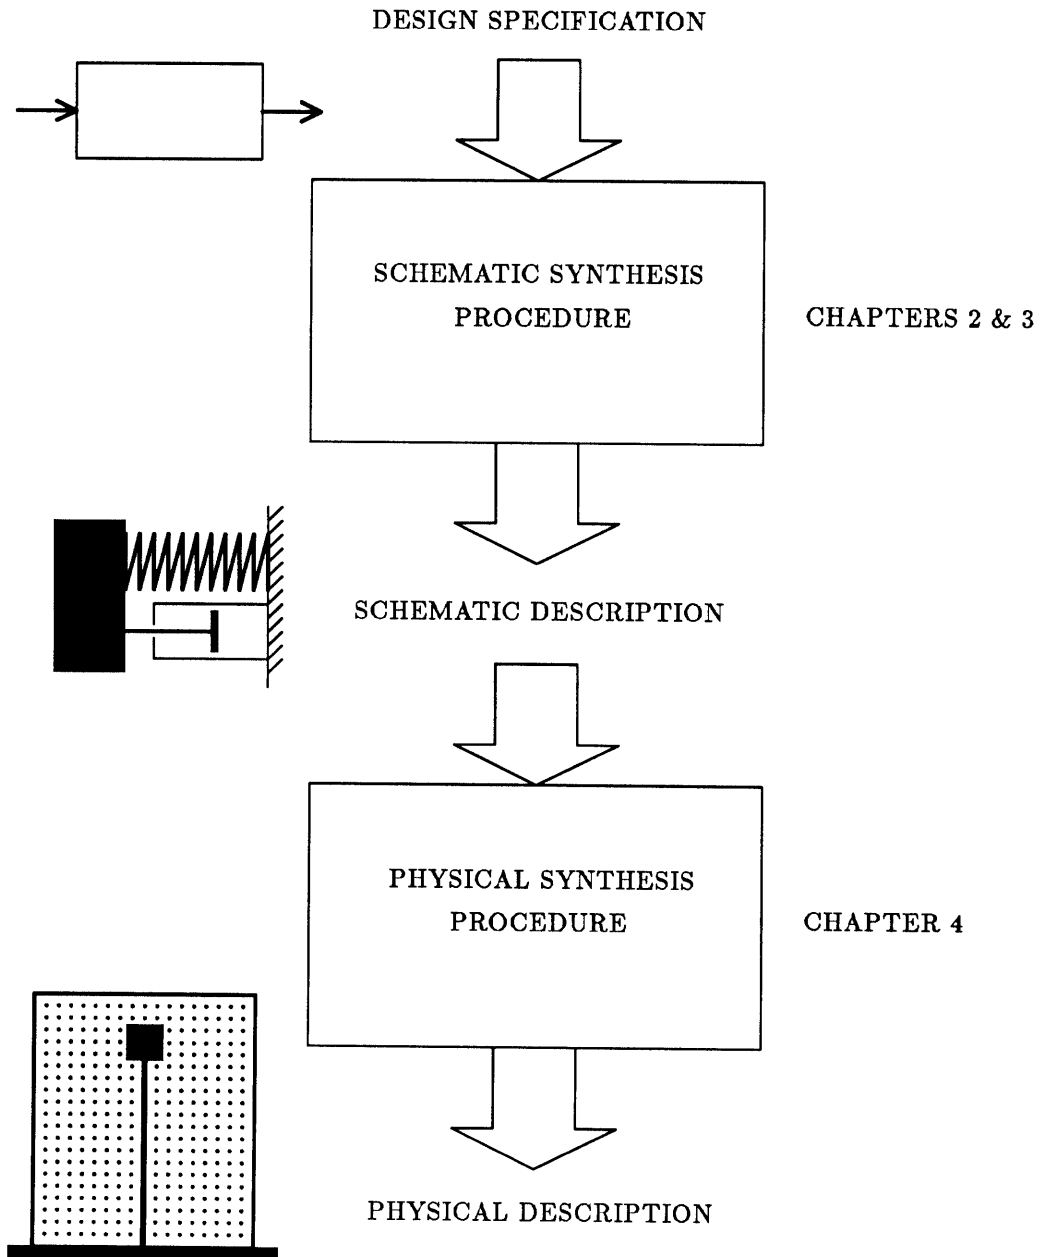 DESIGN SPECIFICATION
SCHEMATIC SYNTHESIS
PROCEDURE
CHAPTERS 2 & 3
SCHEMATIC DESCRIPTION
PHYSICAL SYNTHESIS
PROCEDURE
CHAPTER 4
PHYSICAL DESCRIPTION